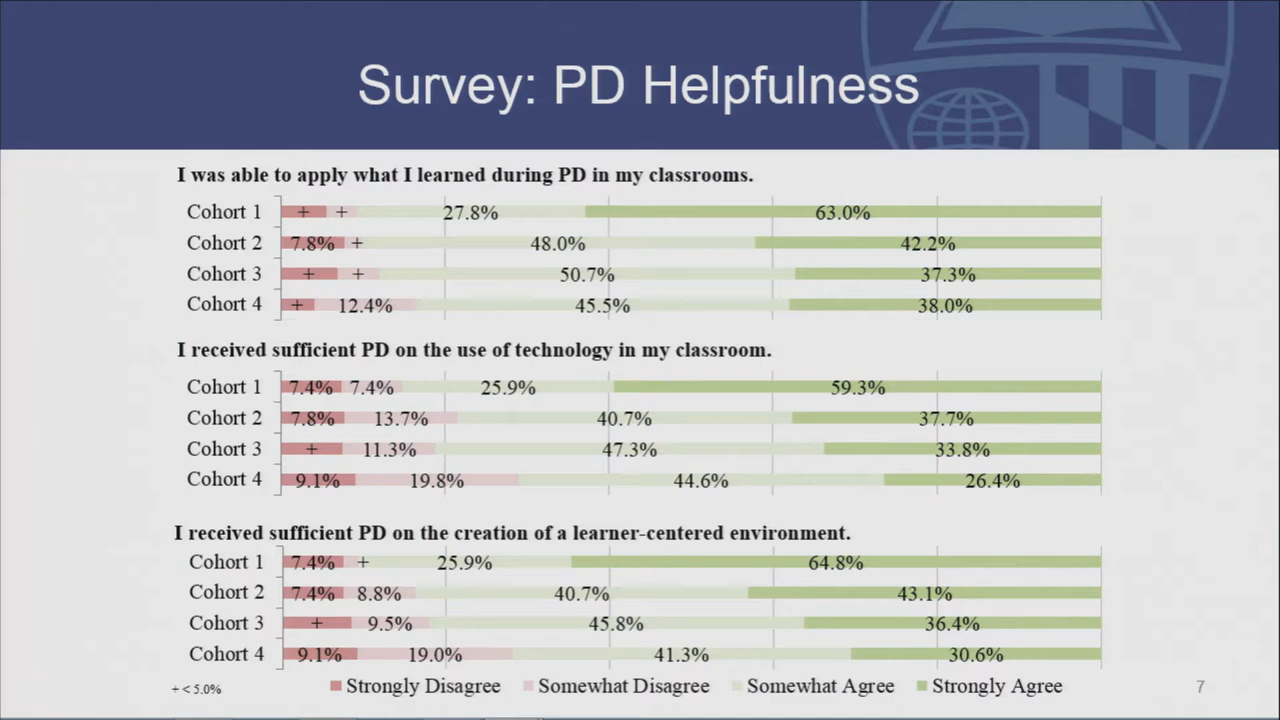 Survey: PD Helpfulness
I was able to apply what I learned during PD in my classrooms.
Cohort 1 + + 27.8% 63.0%
Cohort 2 7.8% + 48.0% 42.2%
Cohort 3 + + 50.7% 37.3%
Cohort 4 + 12.4% 45.5% 38.0%
I received sufficient PD on the use of technology in my classroom.
Cohort 1 7.4% 7.4% 25.9% 59.3%
Cohort 2 7.8% 13.7% 40.7% 37.7%
Cohort 3 + 11.3% 47.3% 33.8%
Cohort 4 9.1% 19.8% 44.6% 26.4%
I received sufficient PD on the creation of a learner-centered environment.
Cohort 1 7.4% + 25.9% 64.8%
Cohort 2 7.4% 8.8% 40.7% 43.1%
Cohort 3 + 9.5% 45.8% 36.4%
Cohort 4 9.1% 19.0% 41.3% 30.6%
+ < 5.0% Strongly Disagree Somewhat Disagree Somewhat Agree Strongly Agree 7